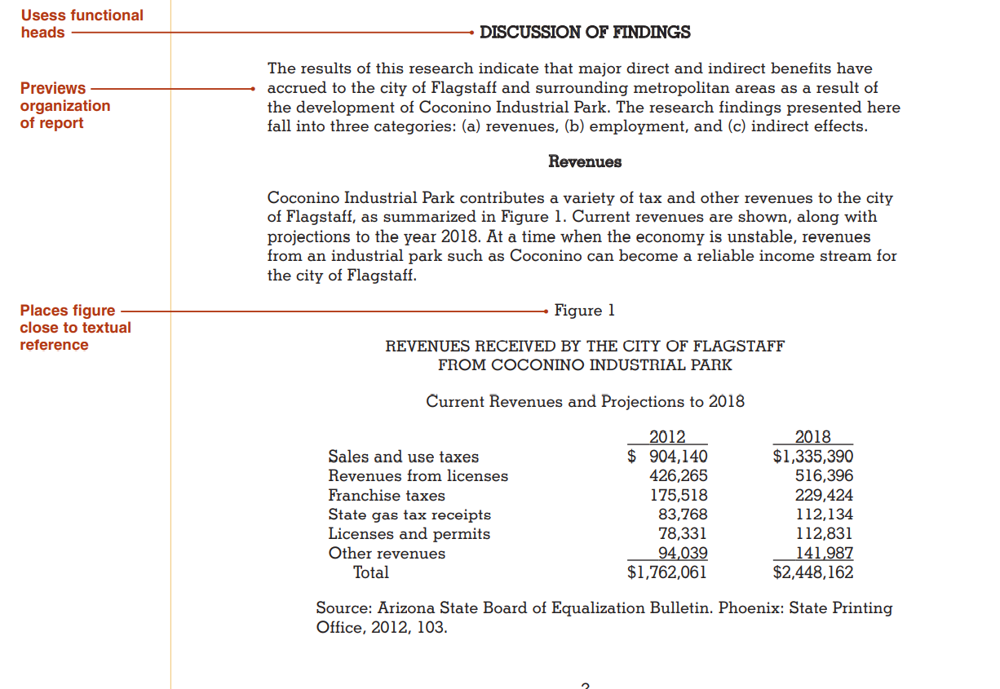 Usess functional
heads
DISCUSSION OF FINDINGS
The results of this research indicate that major direct and indirect benefits have
Previews
organization
of report
accrued to the city of Flagstaff and surrounding metropolitan areas as a result of
the development of Coconino Industrial Park. The research findings presented here
fall into three categories: (a) revenues, (b) employment, and (c) indirect effects.
Revenues
Coconino Industrial Park contributes a variety of tax and other revenues to the city
of Flagstaff, as summarized in Figure 1. Current revenues are shown, along with
projections to the year 2018. At a time when the economy is unstable, revenues
from an industrial park such as Coconino can become a reliable income stream for
the city of Flagstaff.
Places figure
close to textual
reference
Figure 1
REVENUES RECEIVED BY THE CITY OF FLAGSTAFF
FROM COCONINO INDUSTRIAL PARK
Current Revenues and Projections to 2018
2012 2018
Sales and use taxes $ 904,140 $1,335,390
Revenues from licenses 426,265 516,396
Franchise taxes 175,518 229,424
State gas tax receipts 83,768 112,134
Licenses and permits 78,331 112,831
Other revenues 94,039 141,987
Total $1,762,061 $2,448,162
Source: Arizona State Board of Equalization Bulletin. Phoenix: State Printing
Office, 2012, 103.